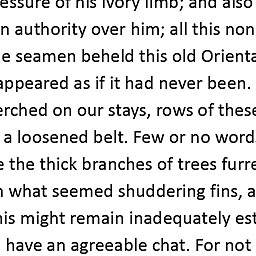 essure of his ivory limb; and also
n authority over him; all this non
e seamen beheld this old Orienta
appeared as if it had never been.
erched on our stays, rows of these
a loosened belt. Few or no word
e the thick branches of trees furre
n what seemed shuddering fins, a
his might remain inadequately est
have an agreeable chat. For not